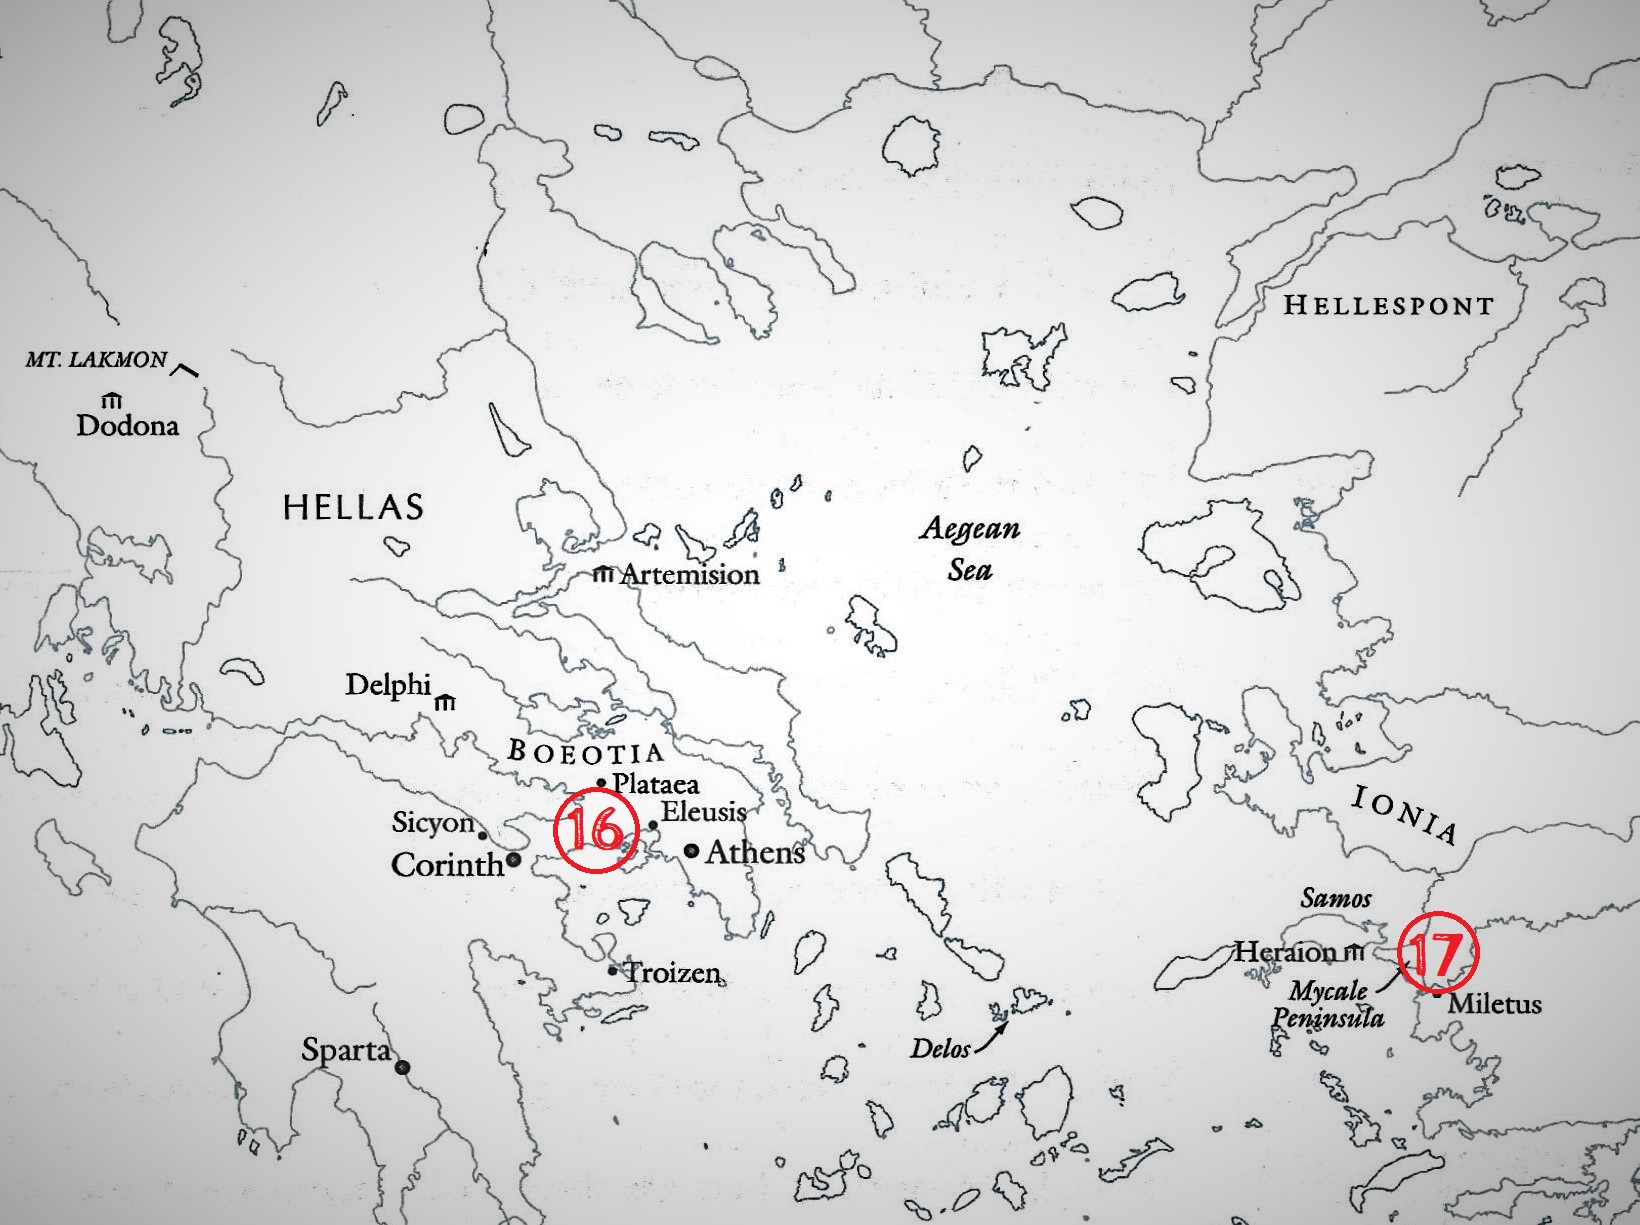 HELLESPONT
MT. LAKMON
Dodona
HELLAS
Aegean
Sea
Artemision
Delphi
BOEOTIA
Plataea
IONIA
Sicyon
16
Eleusis
Corinth
Athens
Samos
Heraion
17
Troizen
Mycale
Peninsula
Miletus
Delos
Sparta